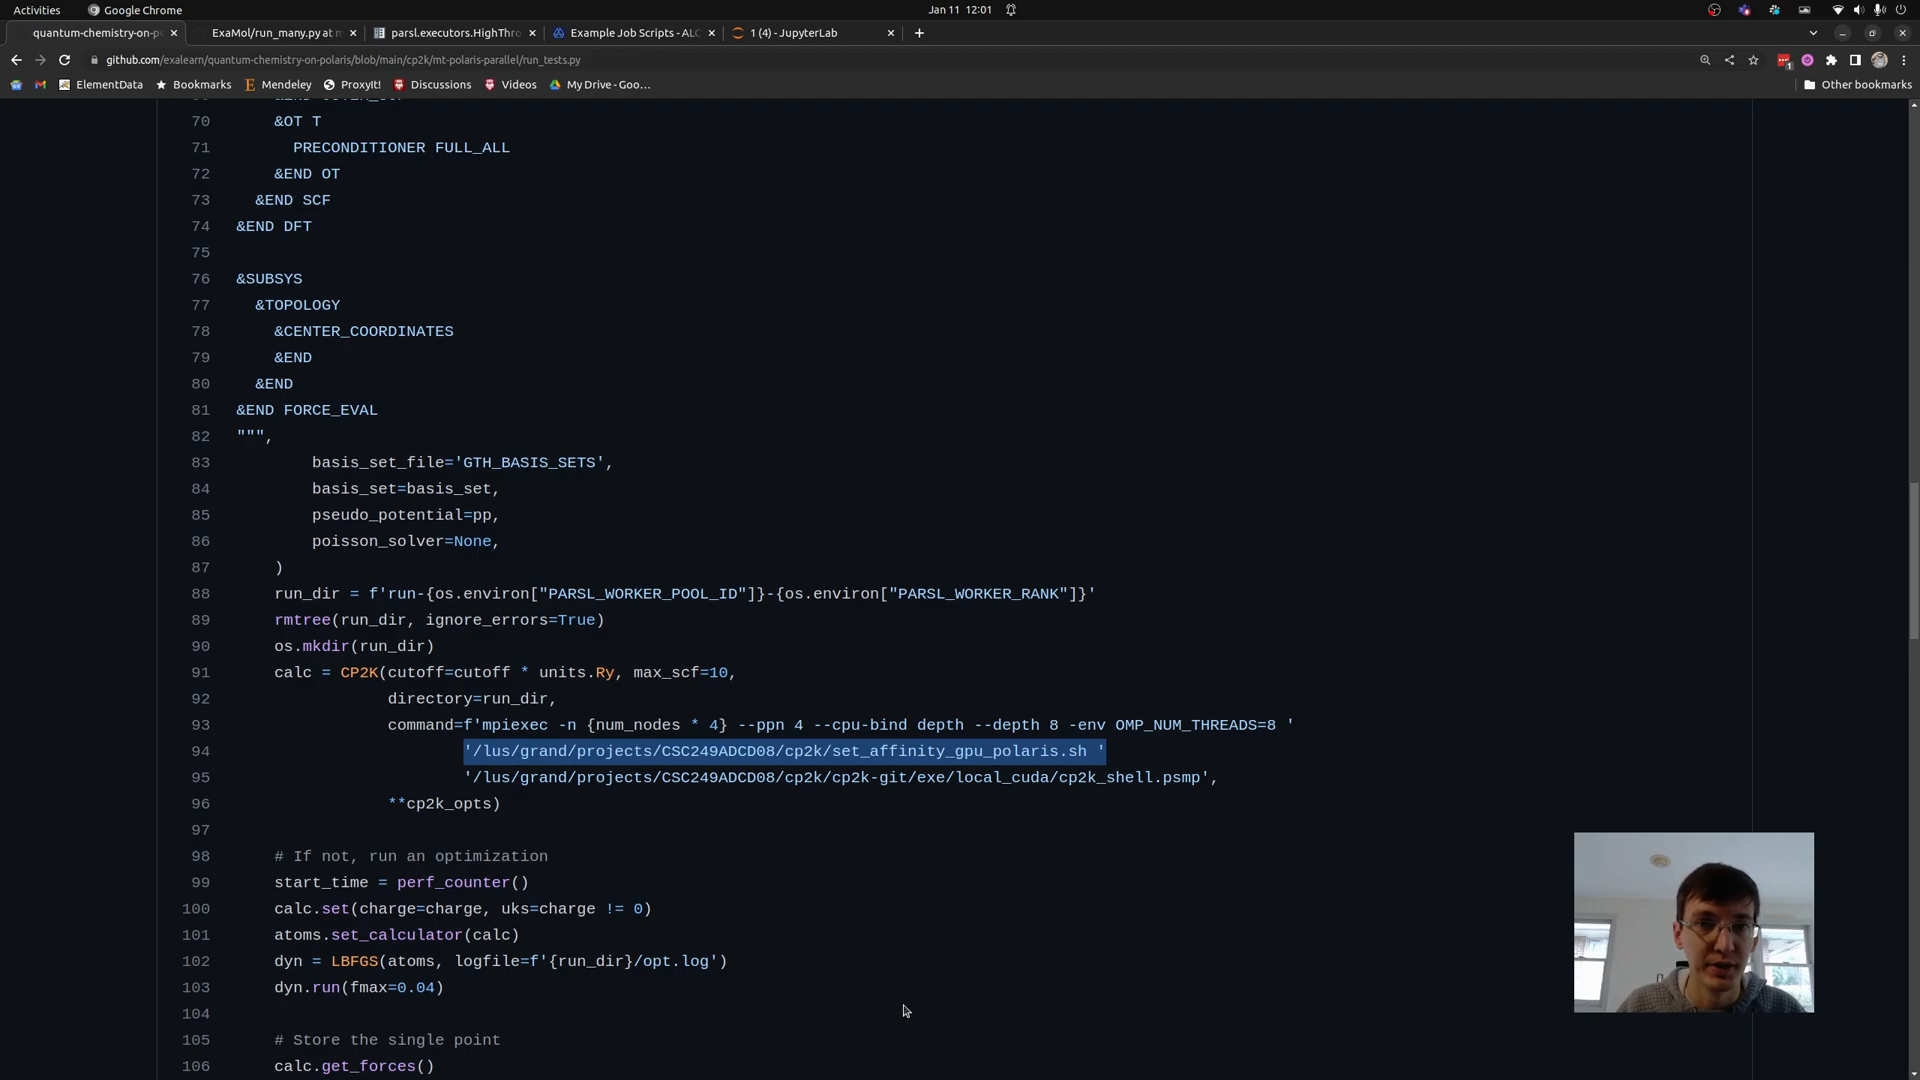 Activities
Google Chrome
Jan 11 12:01
quantum-chemistry-on-p
ExaMol/run_many.py at m
parsl.executors.HighThro
Example Job Scripts - ALC
1 (4) - JupyterLab
github.com/exalearn/quantum-chemistry-on-polaris/blob/main/cp2k/mt-polaris-parallel/run_tests.py
ElementData
Bookmarks
Mendeley
ProxyIt!
Discussions
Videos
My Drive - Goo…
Other bookmarks
70 &OT T
71 PRECONDITIONER FULL_ALL
72 &END OT
73 &END SCF
74 &END DFT
75
76 &SUBSYS
77 &TOPOLOGY
78 &CENTER_COORDINATES
79 &END
80 &END
81 &END FORCE_EVAL
82 """,
83 basis_set_file='GTH_BASIS_SETS',
84 basis_set=basis_set,
85 pseudo_potential=pp,
86 poisson_solver=None,
87 )
88 run_dir = f'run-{os.environ["PARSL_WORKER_POOL_ID"]}-{os.environ["PARSL_WORKER_RANK"]}'
89 rmtree(run_dir, ignore_errors=True)
90 os.mkdir(run_dir)
91 calc = CP2K(cutoff=cutoff * units.Ry, max_scf=10,
92 directory=run_dir,
93 command=f'mpiexec -n {num_nodes * 4} --ppn 4 --cpu-bind depth --depth 8 -env OMP_NUM_THREADS=8 '
94 '/lus/grand/projects/CSC249ADCD08/cp2k/set_affinity_gpu_polaris.sh '
95 '/lus/grand/projects/CSC249ADCD08/cp2k/cp2k-git/exe/local_cuda/cp2k_shell.psmp',
96 **cp2k_opts)
97
98 # If not, run an optimization
99 start_time = perf_counter()
100 calc.set(charge=charge, uks=charge != 0)
101 atoms.set_calculator(calc)
102 dyn = LBFGS(atoms, logfile=f'{run_dir}/opt.log')
103 dyn.run(fmax=0.04)
104
105 # Store the single point
106 calc.get_forces()